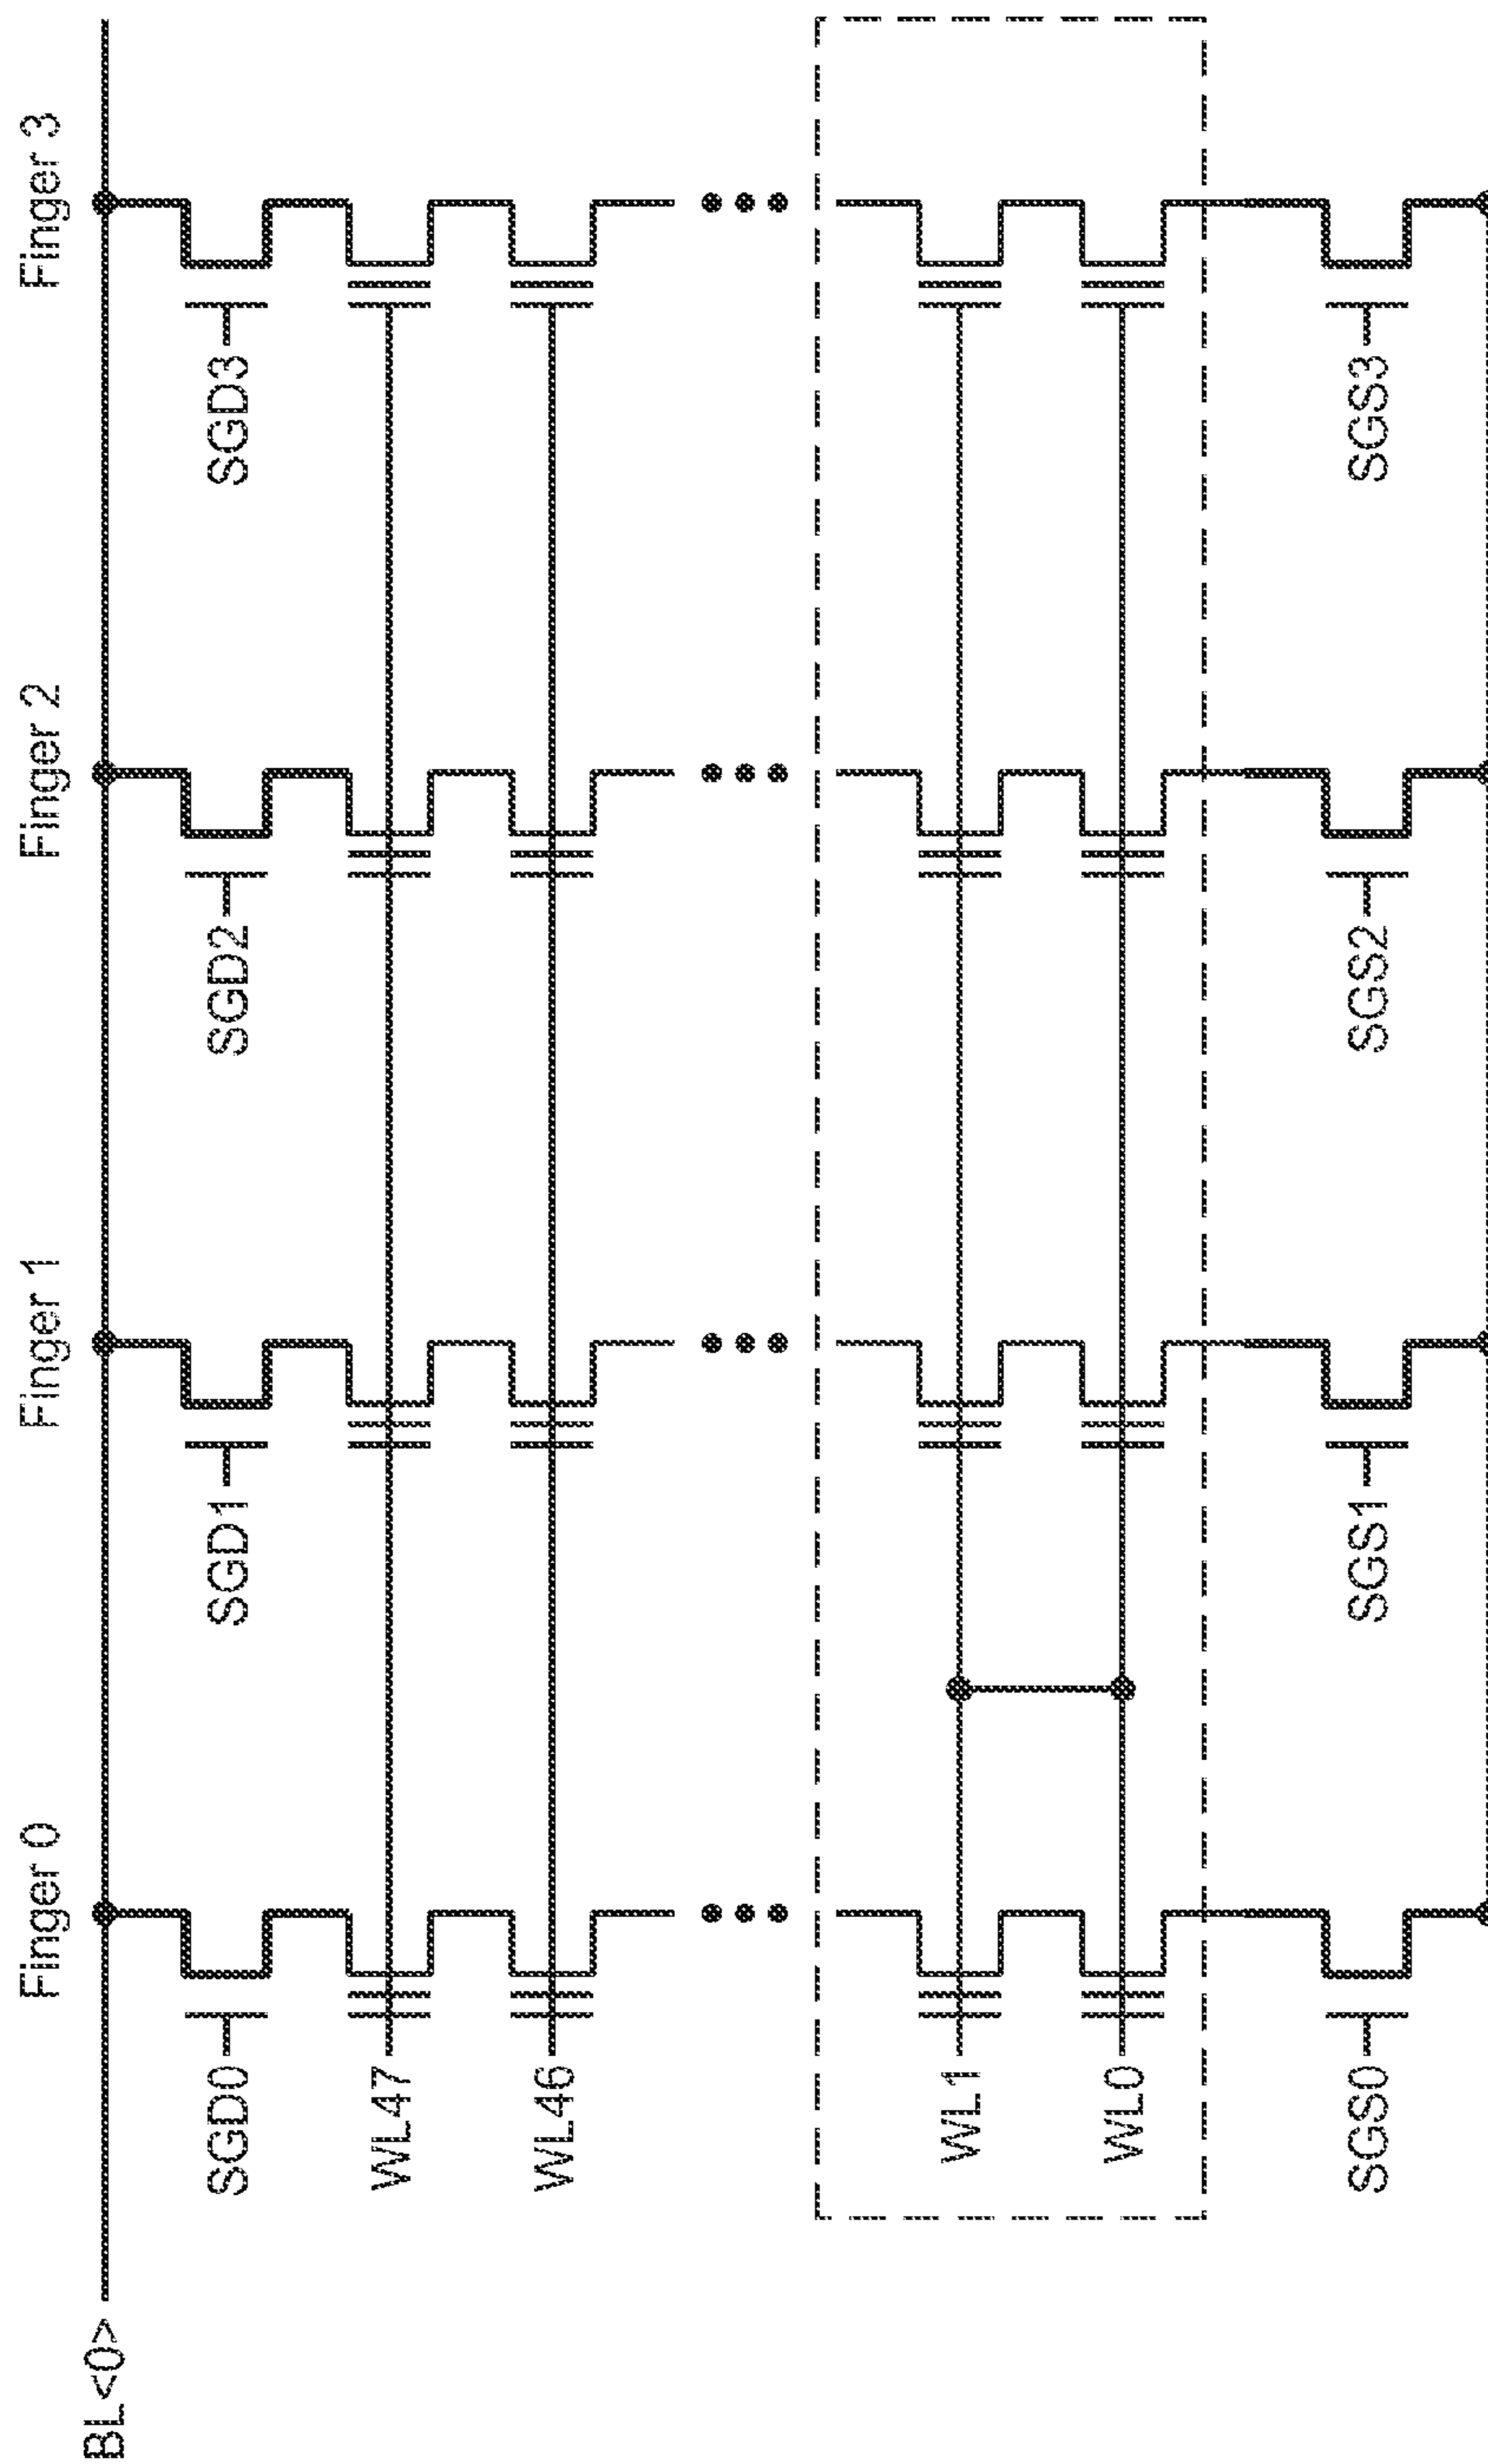 BL<0>
Finger 0
Finger 1
Finger 2
Finger 3
SGD0
SGD1
SGD2
SGD3
WL47
WL46
WL1
WL0
SGS0
SGS1
SGS2
SGS3